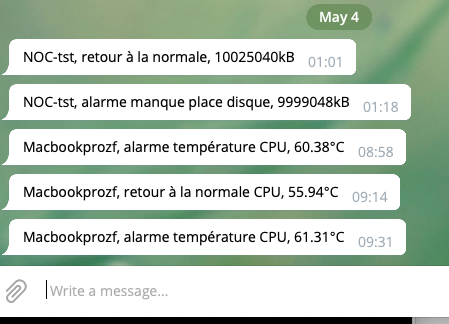 May 4
NOC-tst, retour à la normale, 10025040kB 01:01
NOC-tst, alarme manque place disque, 9999048kB 01:18
Macbookprozf, alarme température CPU, 60.38°C 08:58
Macbookprozf, retour à la normale CPU, 55.94°C 09:14
Macbookprozf, alarme température CPU, 61.31°C 09:31
Write a message...